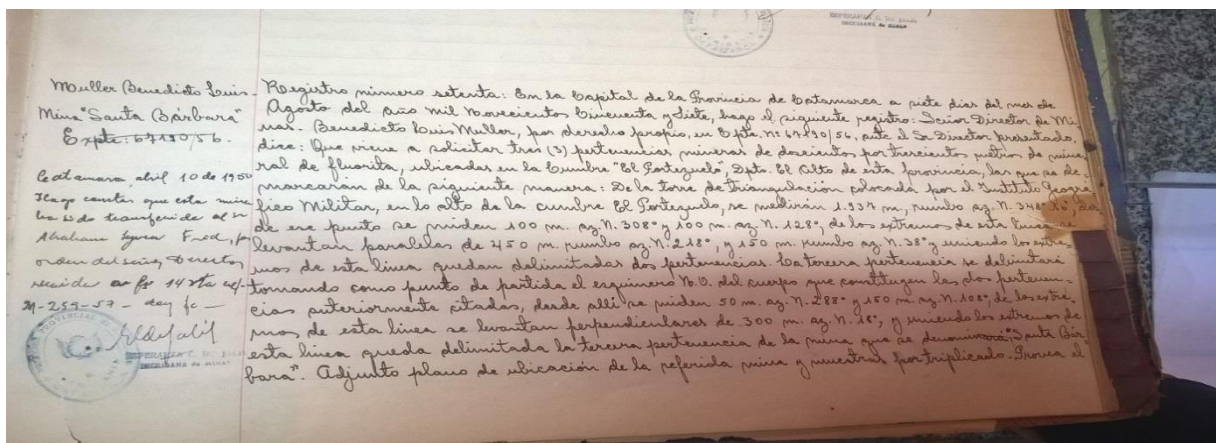 ESPERANZA C. DEL
ESCRIBANA de MINAS
Muller Benedicto Luis
Mina "Santa Bárbara"
Expte: 67190/56.
Catamarca, abril 10 de 1950
Hago constar que esta mina
ha sido transferida al
Abraham Fred, por
orden del señor Director
14 vta
M-259-57-
ESCRIBANA de MINAS
Registro número setenta: En la Capital de la Provincia de Catamarca a siete días del mes de
Agosto del año mil novecientos cincuenta y siete, hago el siguiente registro: Señor Director de Mi-
nas. Benedicto Luis Muller, por derecho propio, en Expte. nº 67190/56, ante el Sr. Director presentado,
dice: Que viene a solicitar tres (3) pertenencias mineras de doscientos por trescientos metros de mine-
ral de fluorita, ubicadas en la Cumbre "El Portezuelo", Dpto. El Alto de esta provincia, las que se de-
marcarán de la siguiente manera: De la torre de triangulación colocada por el Instituto Geográ-
fico Militar, en lo alto de la cumbre El Portezuelo, se medirán 1.937 m, rumbo az. N. 348°
de ese punto se miden 100 m. az. N. 308° y 100 m. az. N. 128°, de los extremos de esta línea se
levantan paralelas de 450 m. rumbo az. N. 218°, y 150 m. rumbo az. N. 38° y uniendo los extre-
mos de esta línea quedan delimitadas dos pertenencias. La tercera pertenencia se delimitará
tomando como punto de partida el esquinero N.O. del cuerpo que constituyen las dos pertenen-
cias anteriormente citadas, desde allí se miden 50 m. az. N. 288° y 150 m. az. N. 108°, de los extre-
mos de esta línea se levantan perpendiculares de 300 m. az. N. 18°, y uniendo los extremos de
esta línea queda delimitada la tercera pertenencia de la mina que se denominará "Santa Bár-
bara". Adjunto plano de ubicación de la referida mina y muestras por triplicado. Provea el